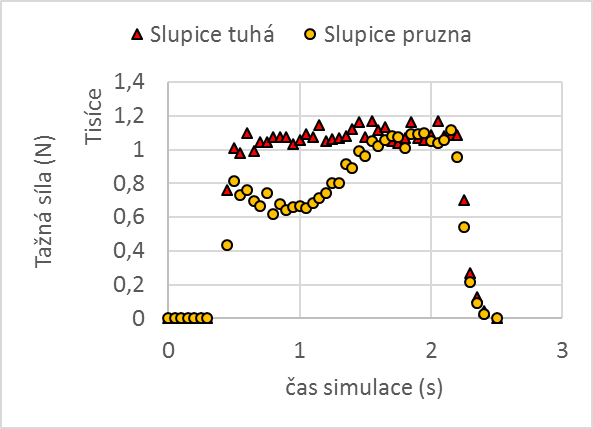 Slupice tuhá
Slupice pruzna
Tažná síla (N)
Tisíce
1,4
1,2
1
0,8
0,6
0,4
0,2
0
0
1
2
3
čas simulace (s)